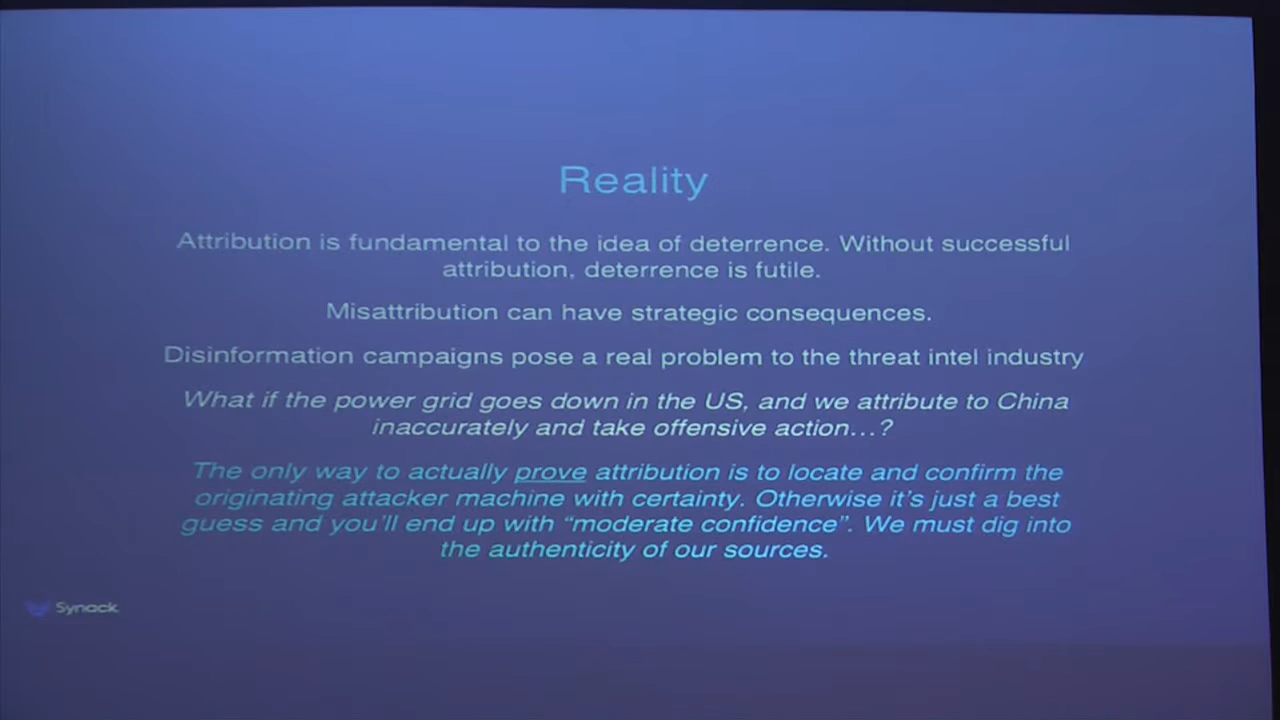 Reality
Attribution is fundamental to the idea of deterrence. Without successful
attribution, deterrence is futile.
Misattribution can have strategic consequences.
Disinformation campaigns pose a real problem to the threat intel industry
What if the power grid goes down in the US, and we attribute to China
inaccurately and take offensive action...?
The only way to actually prove attribution is to locate and confirm the
originating attacker machine with certainty. Otherwise it's just a best
guess and you'll end up with “moderate confidence”. We must dig into
the authenticity of our sources.
Synack